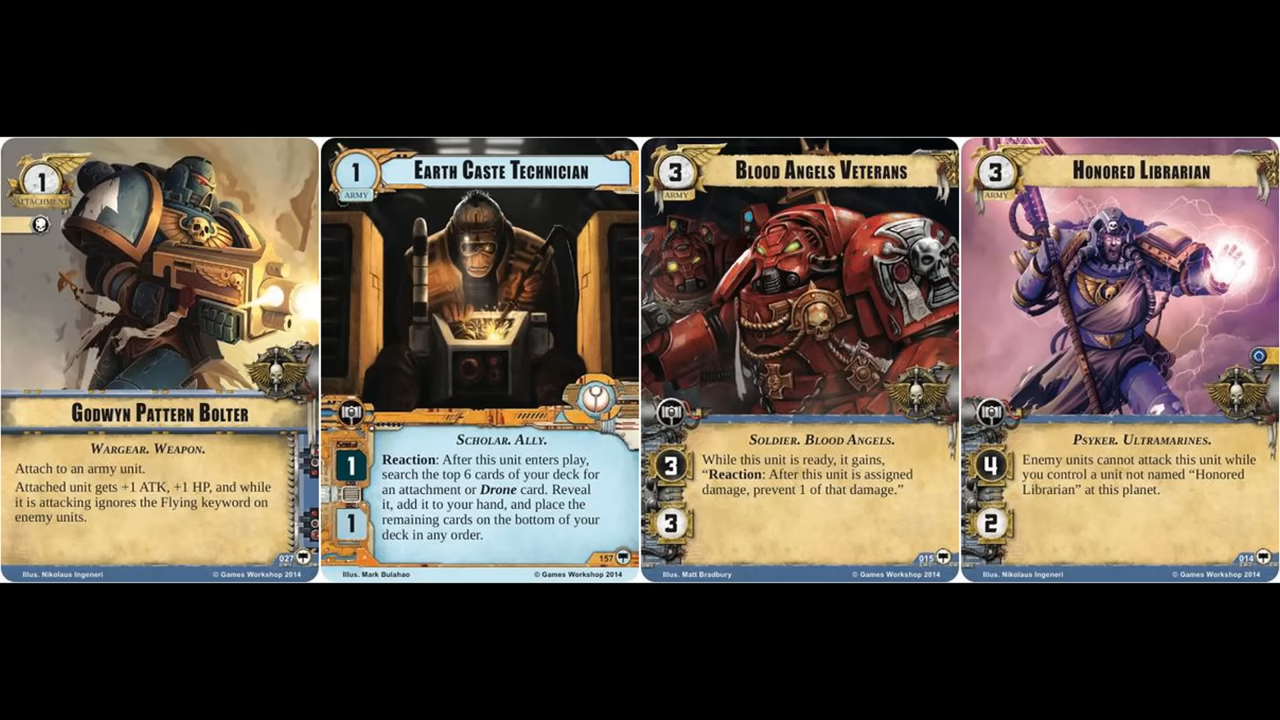 1
ATTACHMENT
GODWYN PATTERN BOLTER
WARGEAR. WEAPON.
Attach to an army unit.
Attached unit gets +1 ATK, +1 HP, and while
it is attacking ignores the Flying keyword on
enemy units.
027
Illus. Nikolaus Ingeneri © Games Workshop 2014
1
ARMY
EARTH CASTE TECHNICIAN
SCHOLAR. ALLY.
1
1
Reaction: After this unit enters play,
search the top 6 cards of your deck for
an attachment or Drone card. Reveal
it, add it to your hand, and place the
remaining cards on the bottom of your
deck in any order.
157
Illus. Mark Bulahao © Games Workshop 2014
3
ARMY
BLOOD ANGELS VETERANS
SOLDIER. BLOOD ANGELS.
3
3
While this unit is ready, it gains,
“Reaction: After this unit is assigned
damage, prevent 1 of that damage.”
015
Illus. Matt Bradbury © Games Workshop 2014
3
ARMY
HONORED LIBRARIAN
PSYKER. ULTRAMARINES.
4
2
Enemy units cannot attack this unit while
you control a unit not named “Honored
Librarian” at this planet.
014
Illus. Nikolaus Ingeneri © Games Workshop 2014